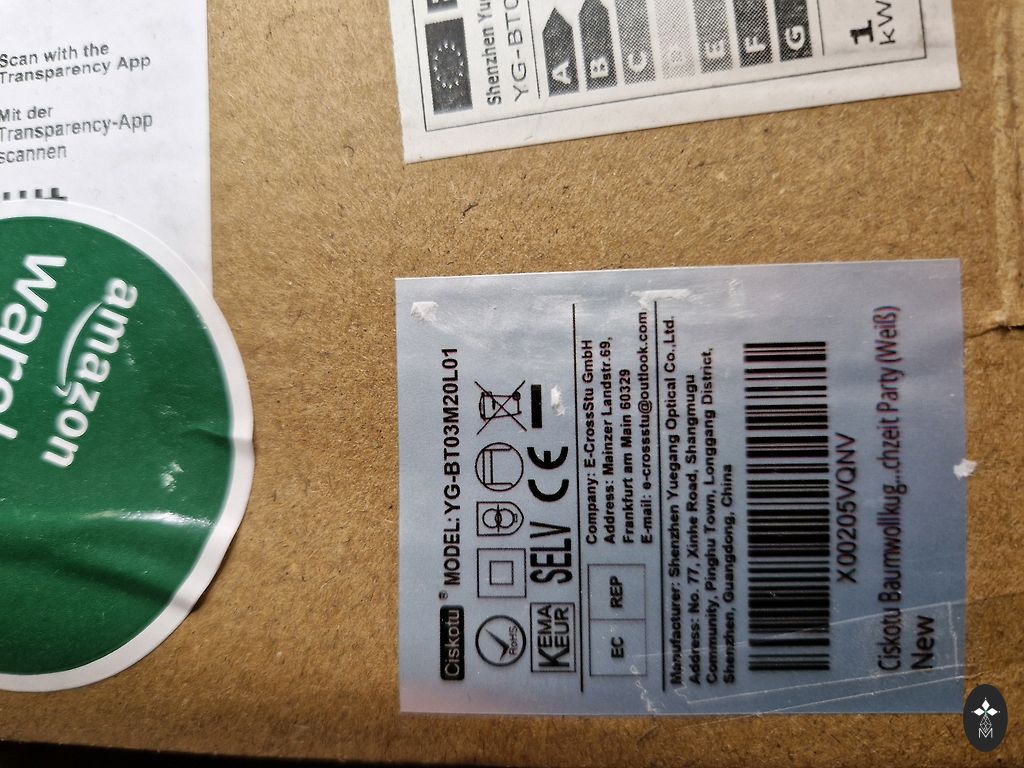 Scan with the
Transparency App
Mit der
Transparency-App
scannen
amazon
Shenzhen Yue
YG-BT0
A
B
C
D
E
F
G
1
kW
Ciskotu ® MODEL: YG-BT03M20L01
RoHS
KEMA
KEUR
SELV CE
EC REP
Company: E-CrossStu GmbH
Address: Mainzer Landstr.69,
Frankfurt am Main 60329
E-mail: e-crossstu@outlook.com
Manufacturer: Shenzhen Yuegang Optical Co.,Ltd.
Address: No. 77, Xinhe Road, Shangmugu
Community, Pinghu Town, Longgang District,
Shenzhen, Guangdong, China
X00205VQNV
Ciskotu Baumwollkug...chzeit Party (Weiß)
New
M